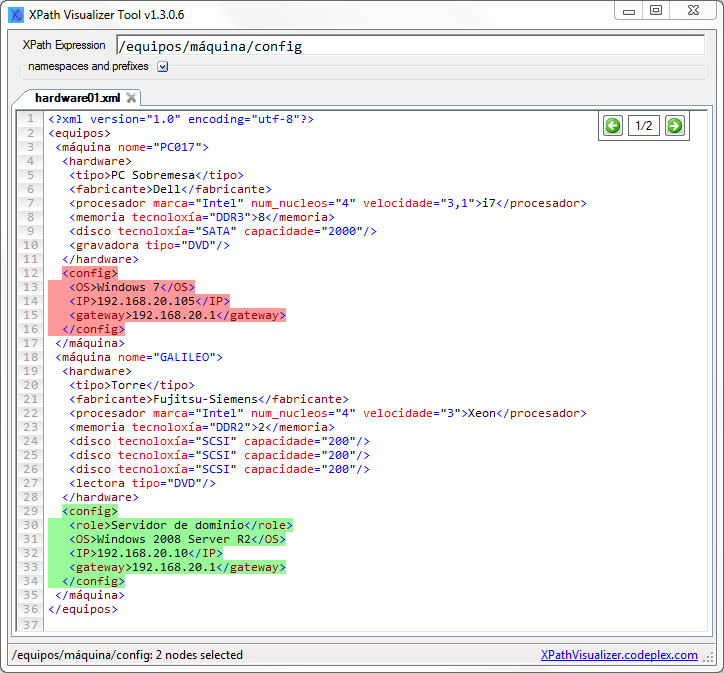 XPath Visualizer Tool v1.3.0.6
XPath Expression /equipos/máquina/config
namespaces and prefixes
hardware01.xml
1/2
1 <?xml version="1.0" encoding="utf-8"?>
2 <equipos>
3 <máquina nome="PC017">
4 <hardware>
5 <tipo>PC Sobremesa</tipo>
6 <fabricante>Dell</fabricante>
7 <procesador marca="Intel" num_nucleos="4" velocidade="3,1">i7</procesador>
8 <memoria tecnoloxía="DDR3">8</memoria>
9 <disco tecnoloxía="SATA" capacidade="2000"/>
10 <gravadora tipo="DVD"/>
11 </hardware>
12 <config>
13 <OS>Windows 7</OS>
14 <IP>192.168.20.105</IP>
15 <gateway>192.168.20.1</gateway>
16 </config>
17 </máquina>
18 <máquina nome="GALILEO">
19 <hardware>
20 <tipo>Torre</tipo>
21 <fabricante>Fujitsu-Siemens</fabricante>
22 <procesador marca="Intel" num_nucleos="4" velocidade="3">Xeon</procesador>
23 <memoria tecnoloxía="DDR2">2</memoria>
24 <disco tecnoloxía="SCSI" capacidade="200"/>
25 <disco tecnoloxía="SCSI" capacidade="200"/>
26 <disco tecnoloxía="SCSI" capacidade="200"/>
27 <lectora tipo="DVD"/>
28 </hardware>
29 <config>
30 <role>Servidor de dominio</role>
31 <OS>Windows 2008 Server R2</OS>
32 <IP>192.168.20.10</IP>
33 <gateway>192.168.20.1</gateway>
34 </config>
35 </máquina>
36 </equipos>
37
/equipos/máquina/config: 2 nodes selected XPathVisualizer.codeplex.com